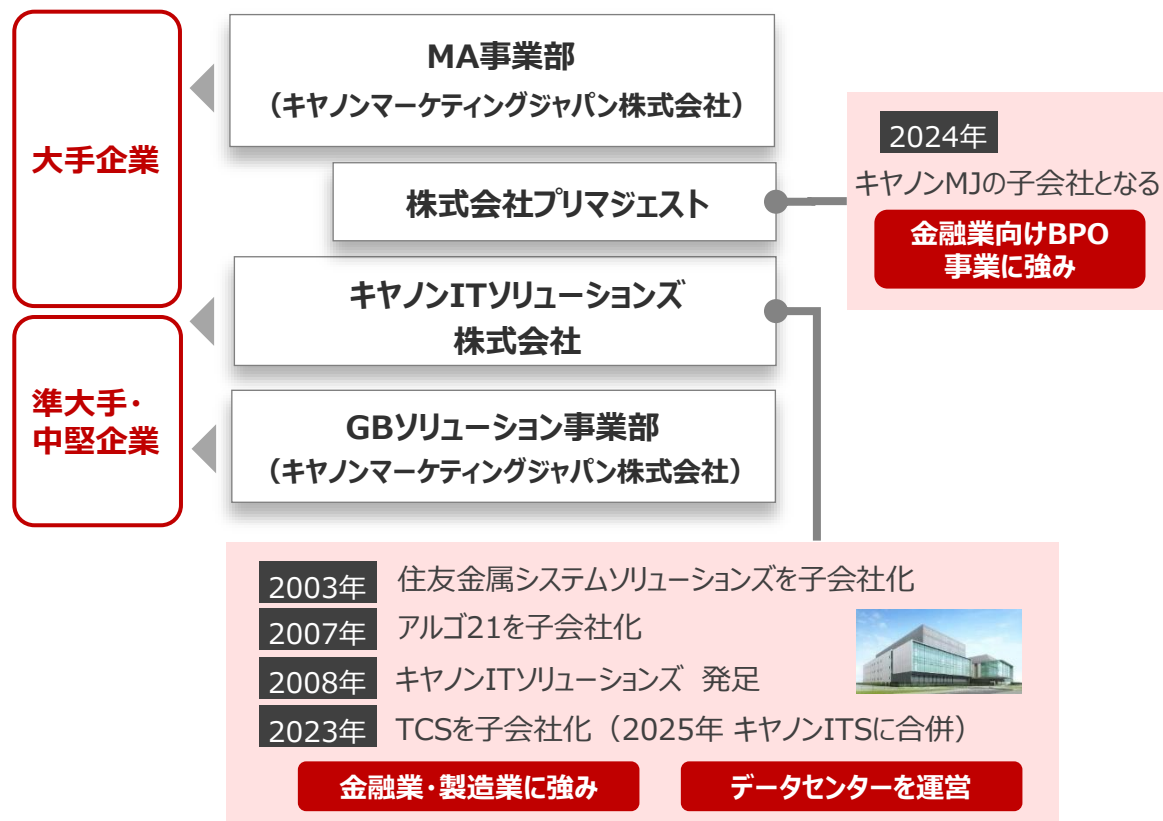 大手企業
MA事業部
（キヤノンマーケティングジャパン株式会社）
株式会社プリマジェスト
2024年
キヤノンMJの子会社となる
金融業向けBPO
事業に強み
キヤノンITソリューションズ
株式会社
準大手・
中堅企業
GBソリューション事業部
（キヤノンマーケティングジャパン株式会社）
2003年 住友金属システムソリューションズを子会社化
2007年 アルゴ21を子会社化
2008年 キヤノンITソリューションズ 発足
2023年 TCSを子会社化（2025年 キヤノンITSに合併）
金融業・製造業に強み
データセンターを運営